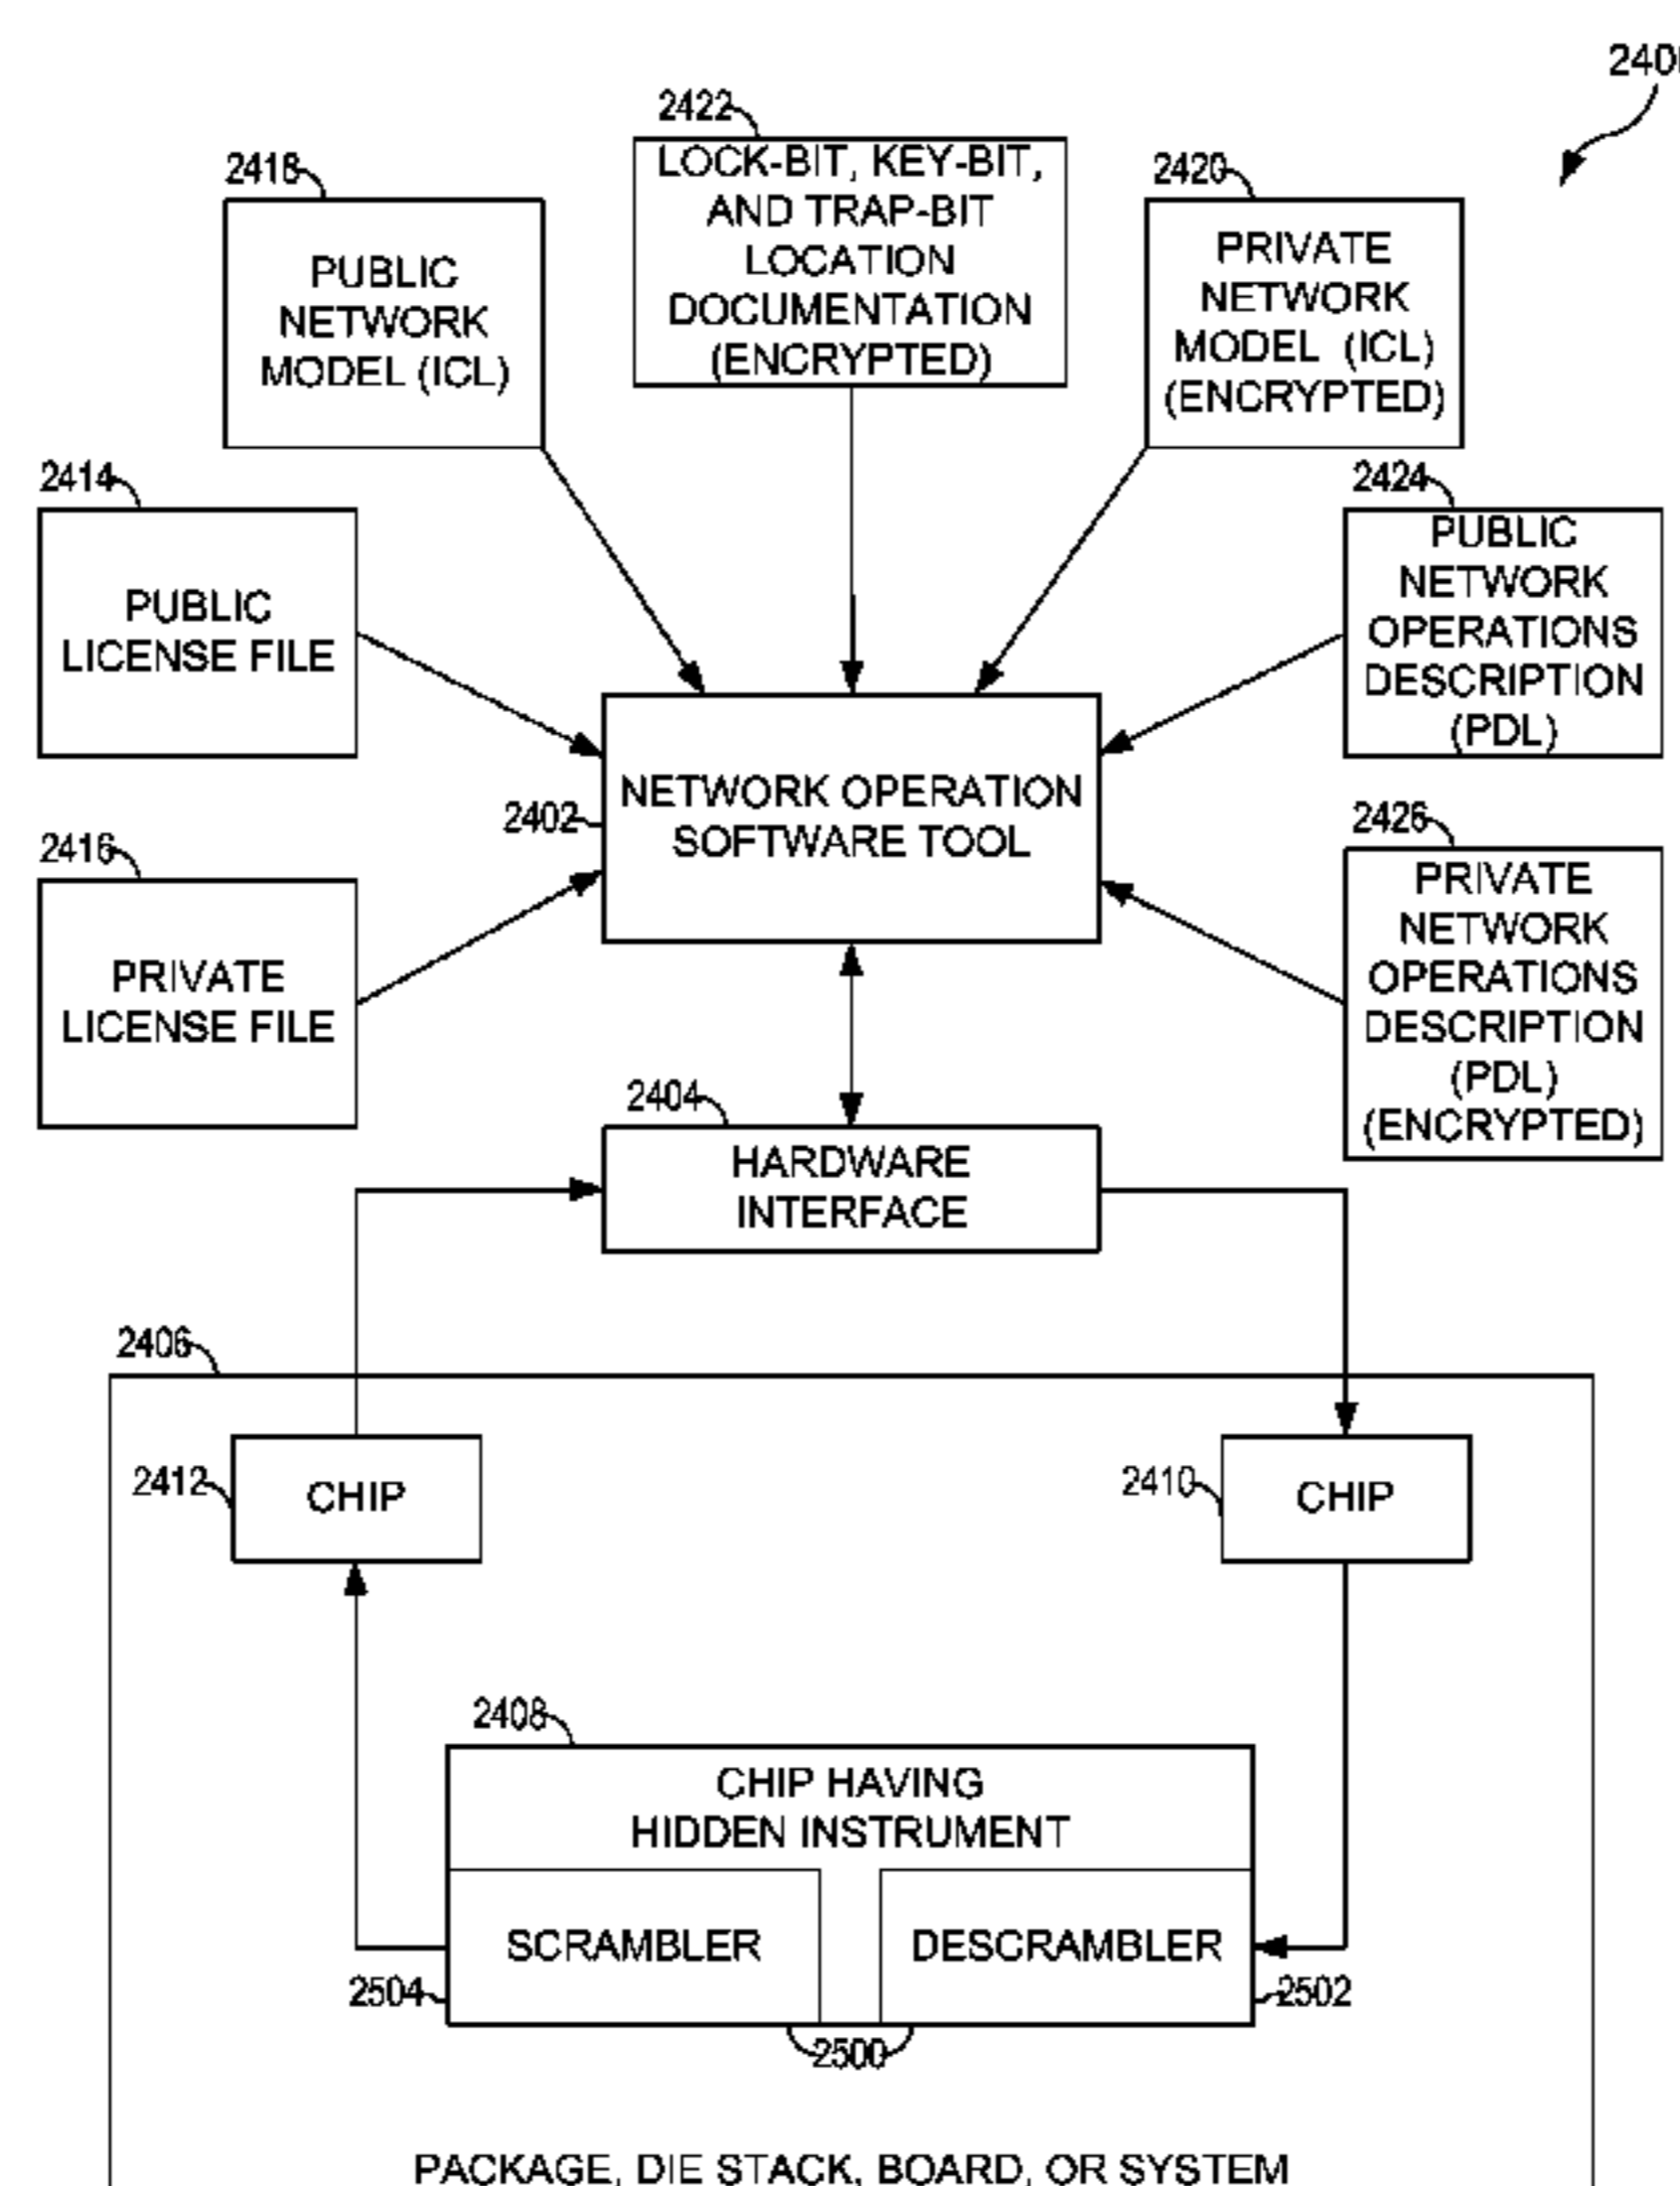 240
2422
LOCK-BIT, KEY-BIT,
AND TRAP-BIT
LOCATION
DOCUMENTATION
(ENCRYPTED)
2418
PUBLIC
NETWORK
MODEL (ICL)
2420
PRIVATE
NETWORK
MODEL (ICL)
(ENCRYPTED)
2414
PUBLIC
LICENSE FILE
2424
PUBLIC
NETWORK
OPERATIONS
DESCRIPTION
(PDL)
2402
NETWORK OPERATION
SOFTWARE TOOL
2416
PRIVATE
LICENSE FILE
2426
PRIVATE
NETWORK
OPERATIONS
DESCRIPTION
(PDL)
(ENCRYPTED)
2404
HARDWARE
INTERFACE
2406
2412
CHIP
2410
CHIP
2408
CHIP HAVING
HIDDEN INSTRUMENT
SCRAMBLER
DESCRAMBLER
2504
2502
2500
PACKAGE, DIE STACK, BOARD, OR SYSTEM